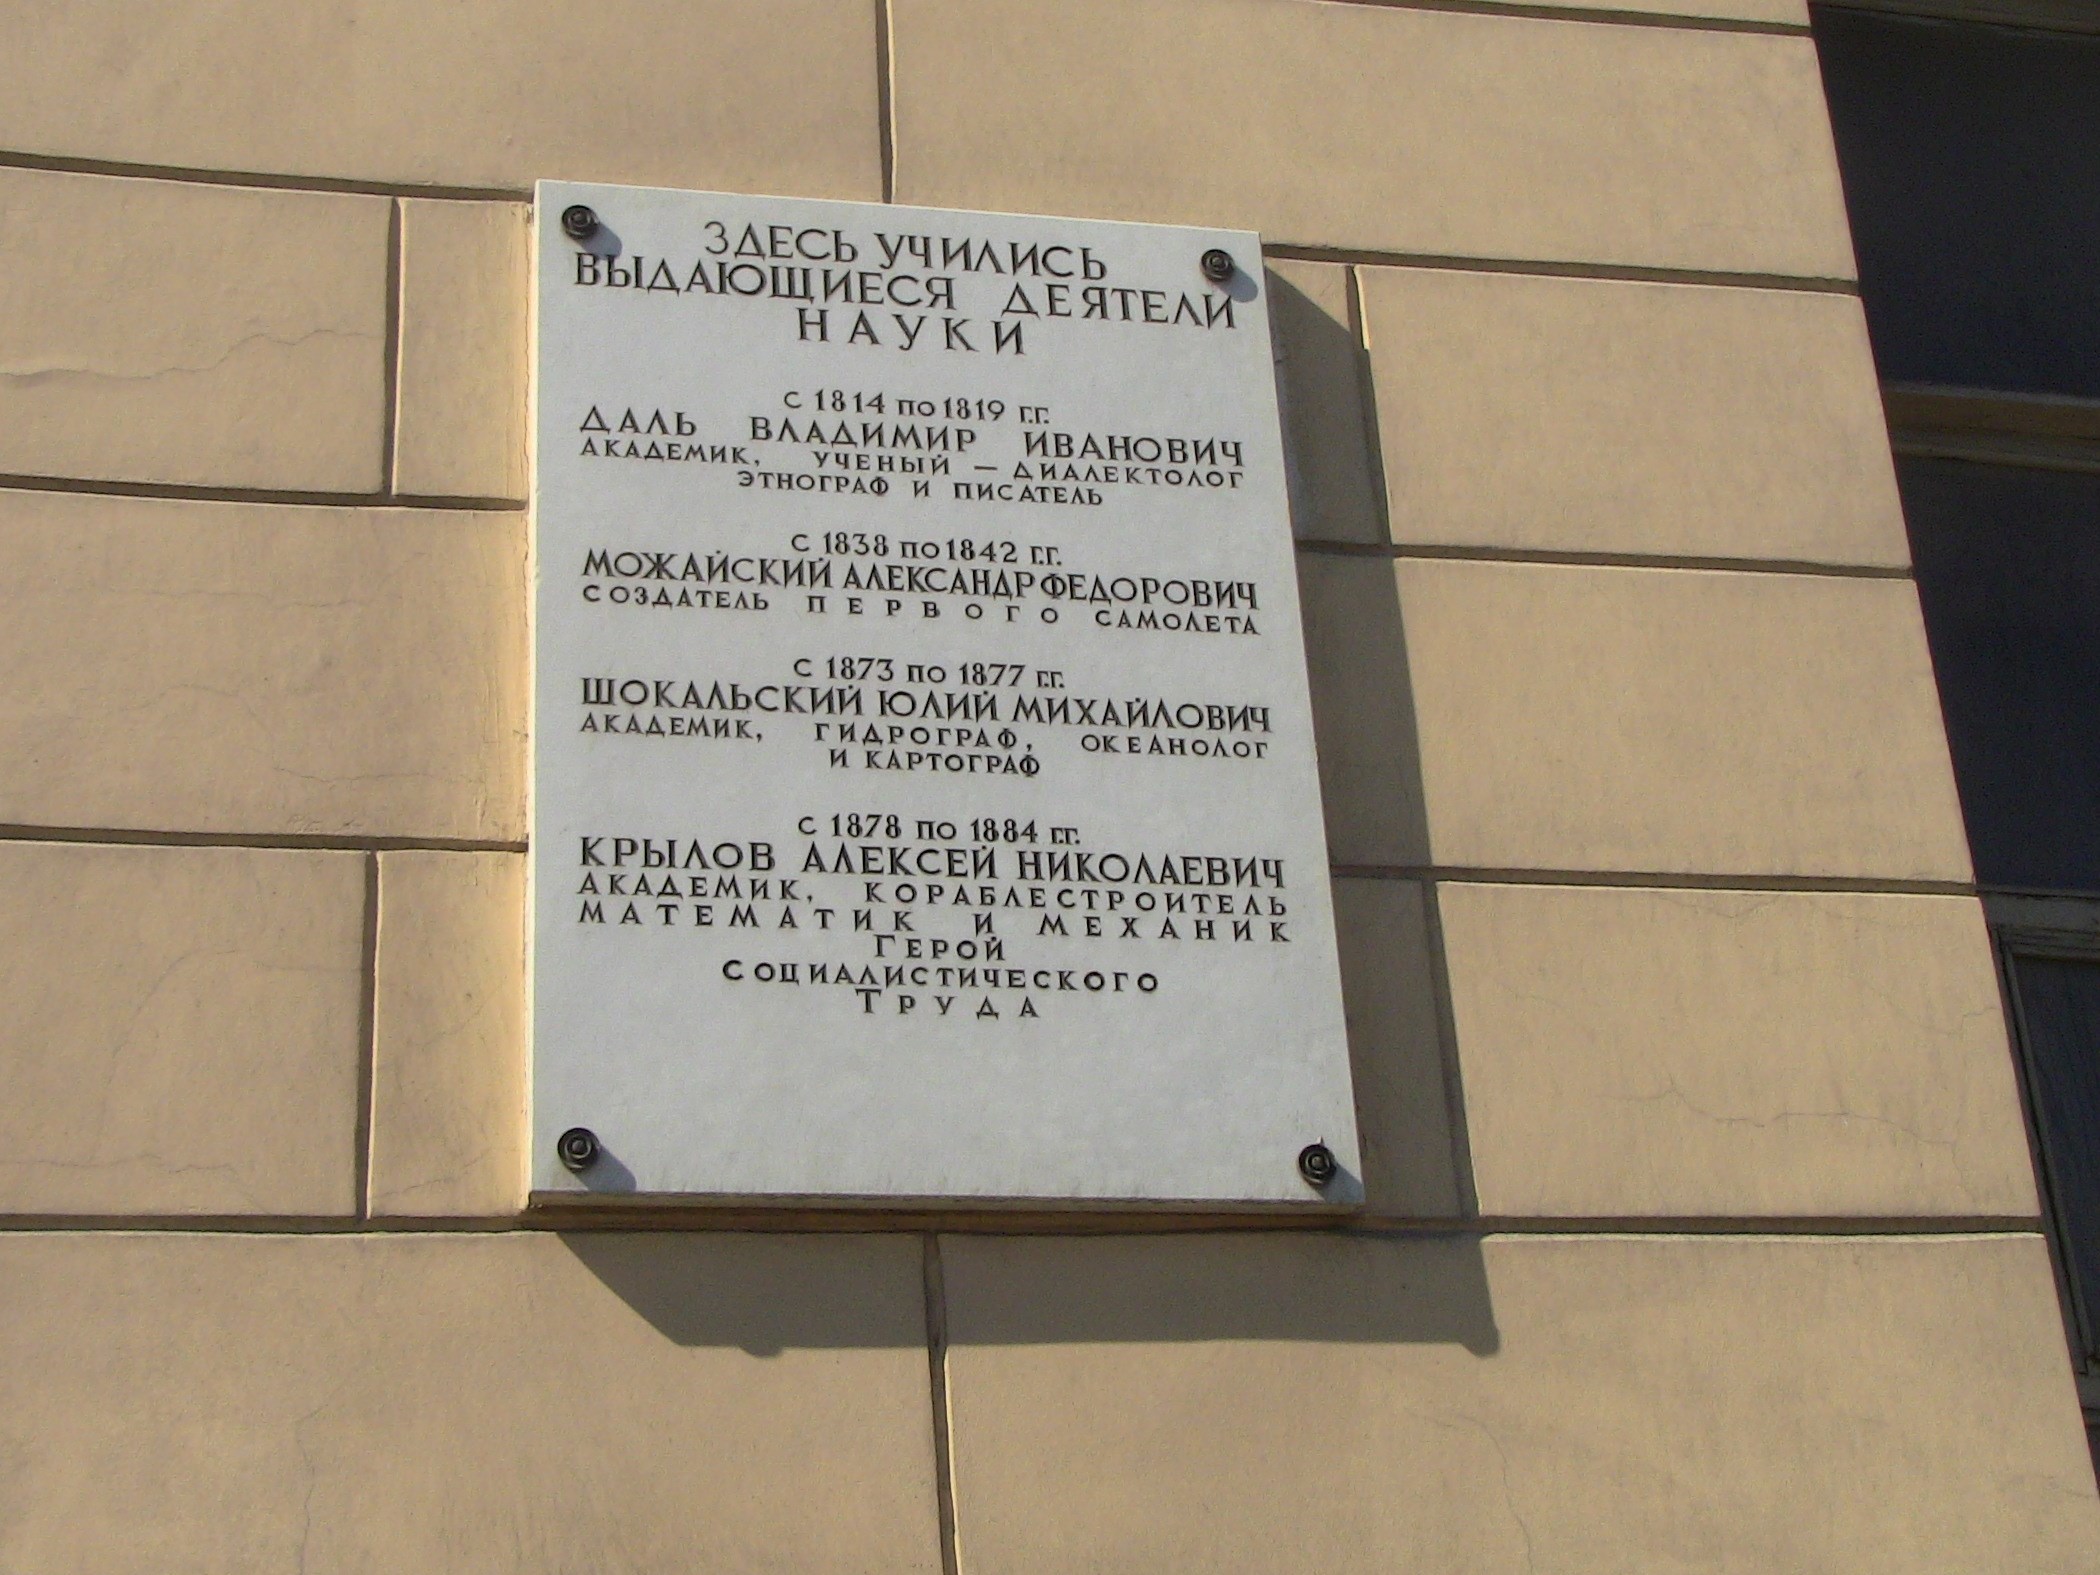 ЗДЕСЬ УЧИЛИСЬ
ВЫДАЮЩИЕСЯ ДЕЯТЕЛИ
НАУКИ
С 1814 ПО 1819 Г.Г.
ДАЛЬ ВЛАДИМИР ИВАНОВИЧ
АКАДЕМИК, УЧЕНЫЙ – ДИАЛЕКТОЛОГ
ЭТНОГРАФ И ПИСАТЕЛЬ
С 1838 ПО 1842 Г.Г.
МОЖАЙСКИЙ АЛЕКСАНДР ФЕДОРОВИЧ
СОЗДАТЕЛЬ ПЕРВОГО САМОЛЕТА
С 1873 ПО 1877 Г.Г.
ШОКАЛЬСКИЙ ЮЛИЙ МИХАЙЛОВИЧ
АКАДЕМИК, ГИДРОГРАФ, ОКЕАНОЛОГ
И КАРТОГРАФ
С 1878 ПО 1884 Г.Г.
КРЫЛОВ АЛЕКСЕЙ НИКОЛАЕВИЧ
АКАДЕМИК, КОРАБЛЕСТРОИТЕЛЬ
МАТЕМАТИК И МЕХАНИК
ГЕРОЙ
СОЦИАЛИСТИЧЕСКОГО
ТРУДА